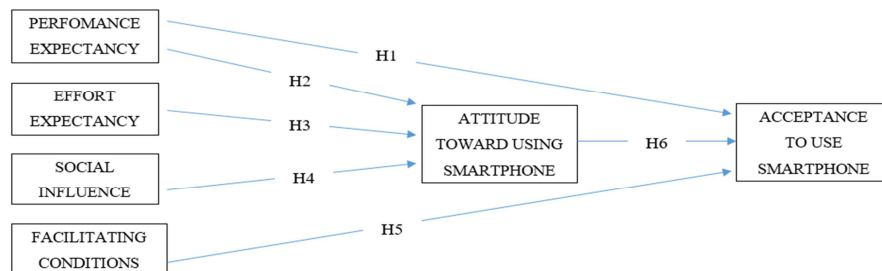 PERFOMANCE
EXPECTANCY
H1
H2
EFFORT
EXPECTANCY
H3
ATTITUDE
TOWARD USING
SMARTPHONE
ACCEPTANCE
TO USE
SMARTPHONE
H6
SOCIAL
INFLUENCE
H4
FACILITATING
CONDITIONS
H5